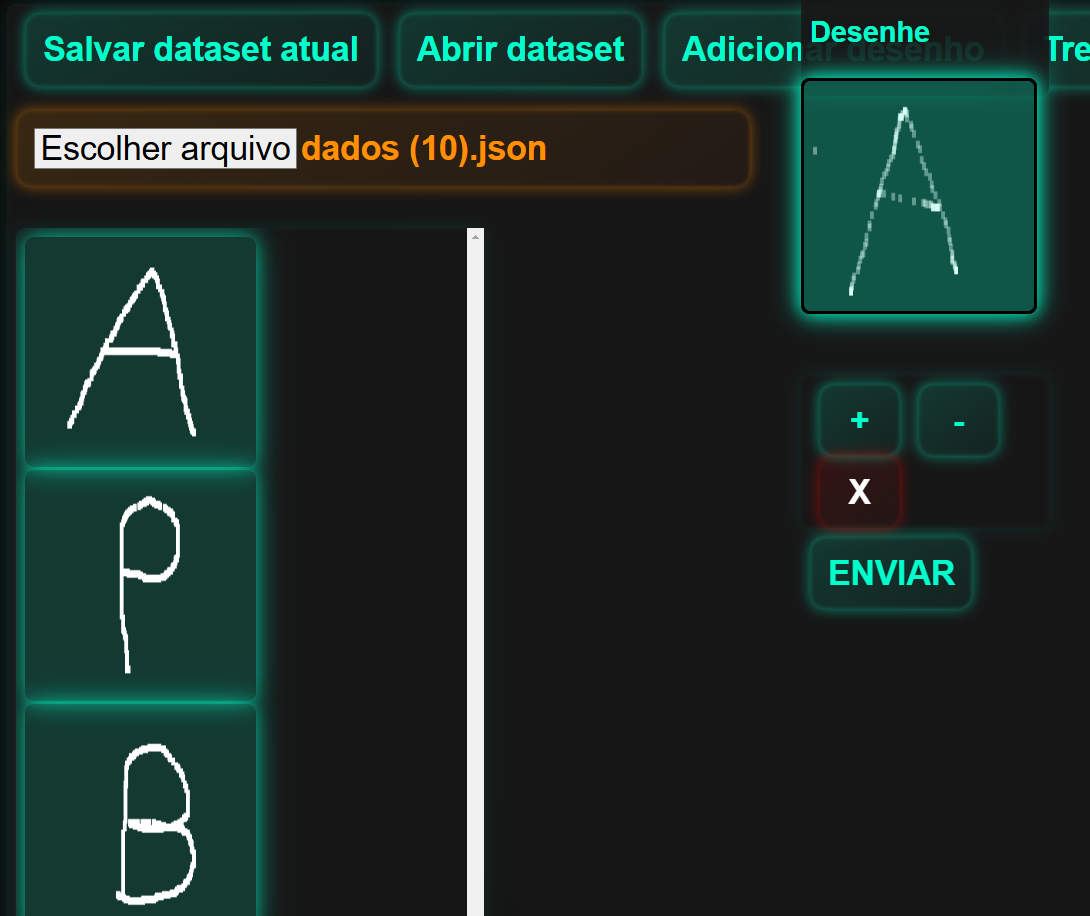 Salvar dataset atual
Abrir dataset
Adicionar desenho
Tre
Desenhe
Escolher arquivo dados (10).json
A
A
P
B
+
-
X
ENVIAR